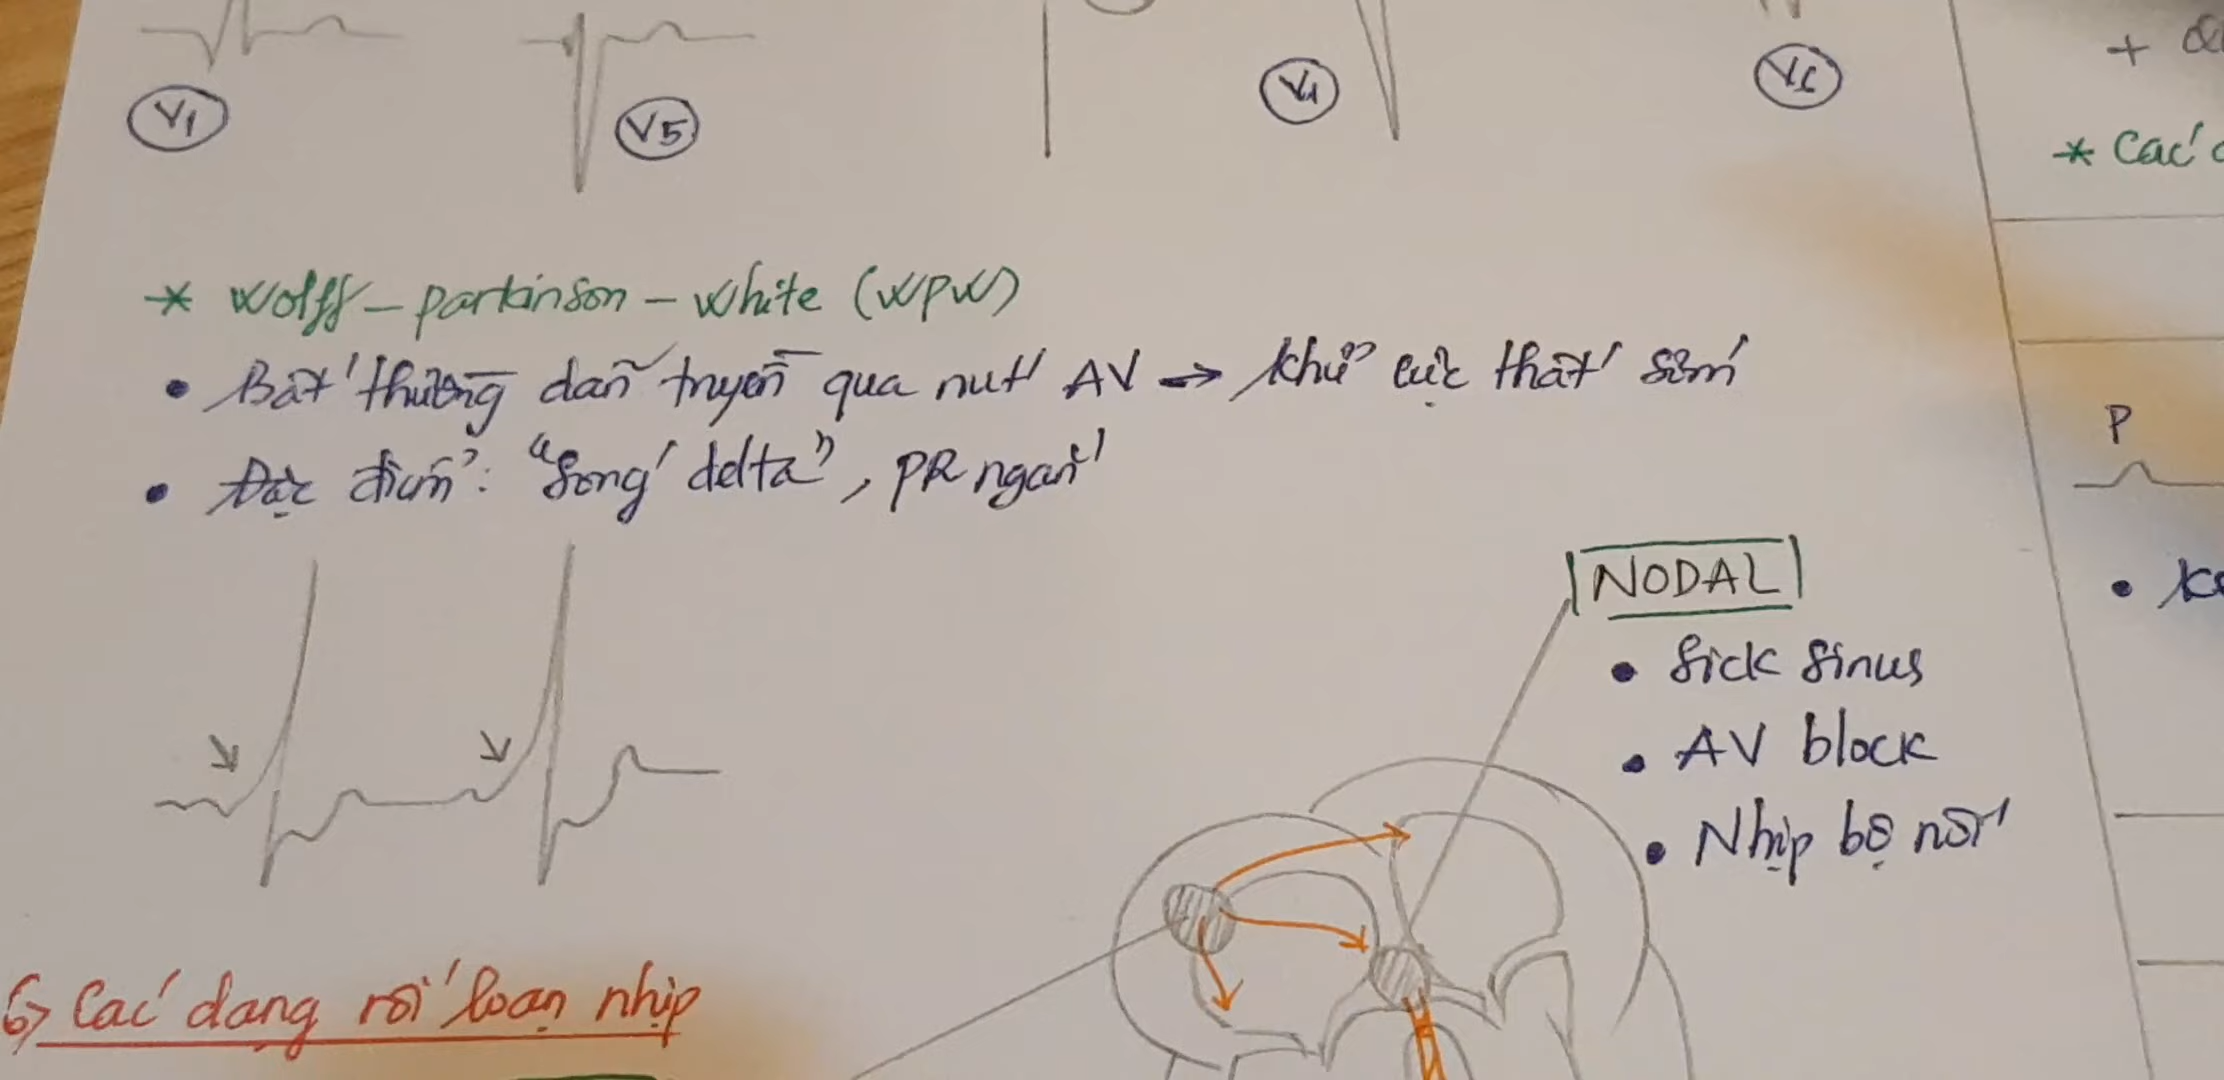 V1
V5
V1
V6
* Wolff-parkinson-white (WPW)
• Bất thường dẫn truyền qua nút AV → khử cực thất sớm
• Đặc điểm: "Sóng delta", PR ngắn
NODAL
• Sick Sinus
• AV block
• Nhịp bộ nối
6> Các dạng rối loạn nhịp
+
* Các
P
•